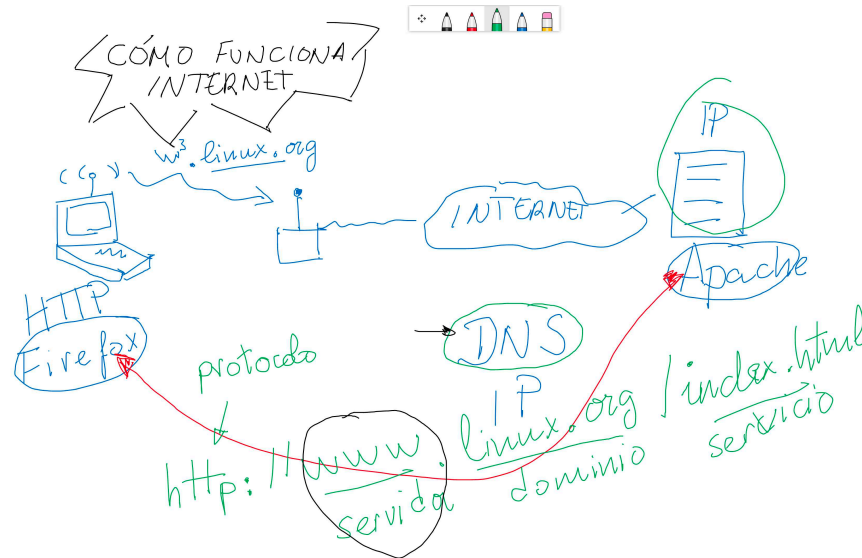 CÓMO FUNCIONA
INTERNET
w³.linux.org
IP
INTERNET
Apache
HTTP
Firefox
DNS
IP
protocolo
http://www.linux.org/index.html
servidor
dominio
servicio